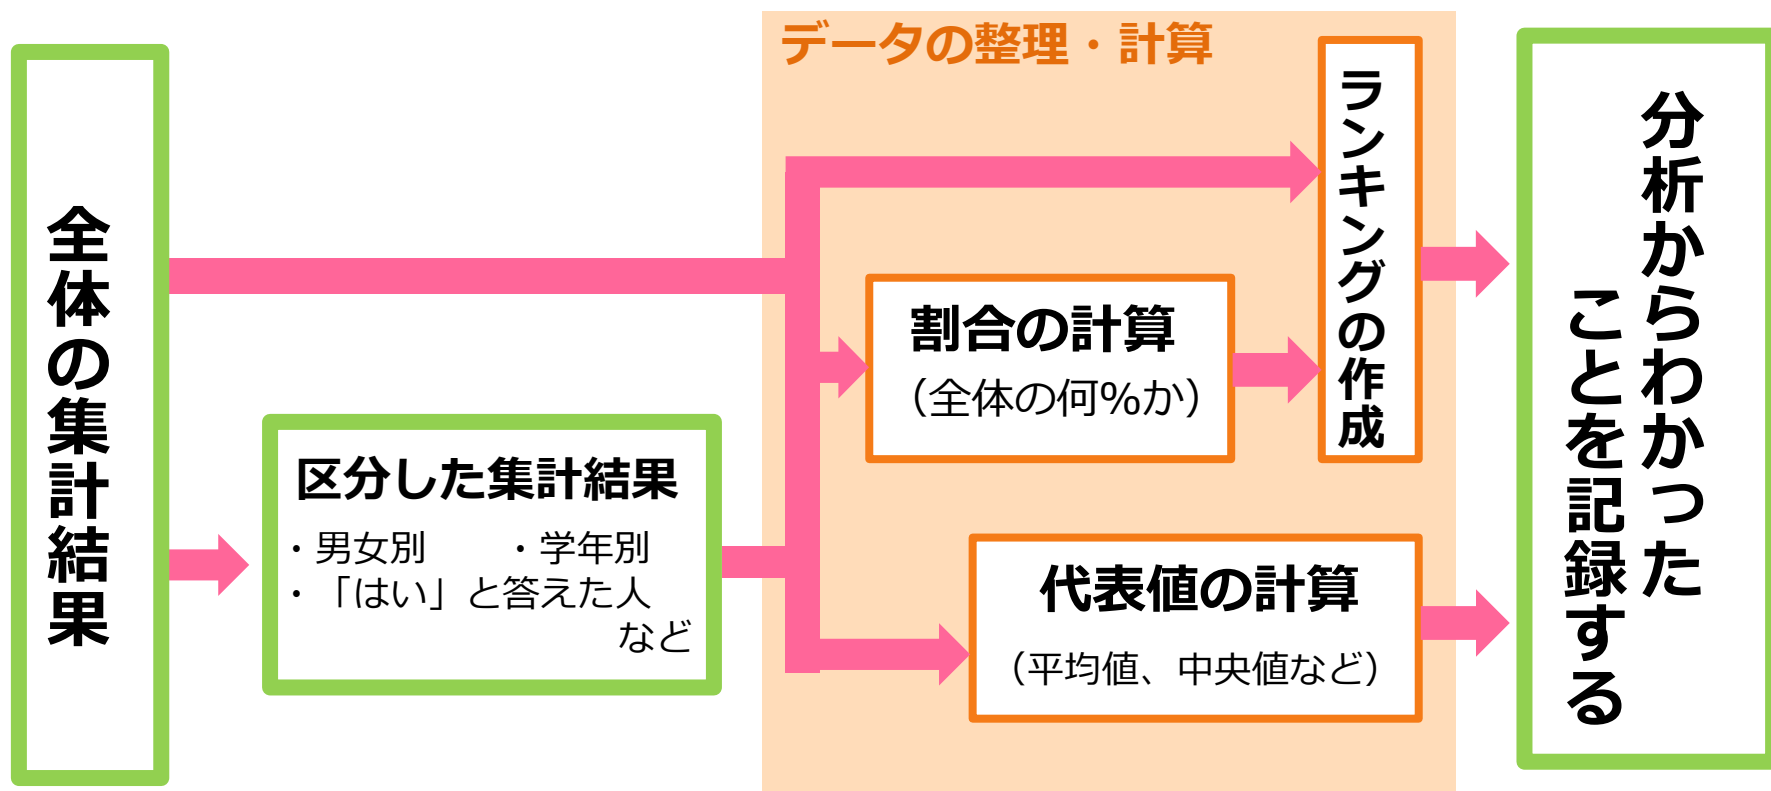 全体の集計結果
区分した集計結果
・男女別　　・学年別
・「はい」と答えた人
など
データの整理・計算
割合の計算
（全体の何%か）
ランキングの作成
代表値の計算
（平均値、中央値など）
分析からわかった
ことを記録する